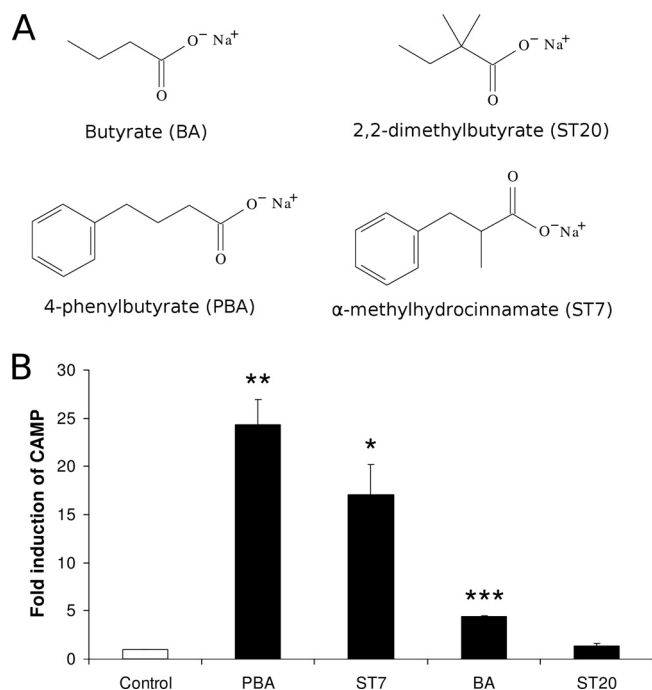 A
O⁻ Na⁺
O
Butyrate (BA)
O⁻ Na⁺
O
2,2-dimethylbutyrate (ST20)
O⁻ Na⁺
O
4-phenylbutyrate (PBA)
O
O⁻Na⁺
α-methylhydrocinnamate (ST7)
B
Fold induction of CAMP
30
25
20
15
10
5
0
**
*
***
Control PBA ST7 BA ST20